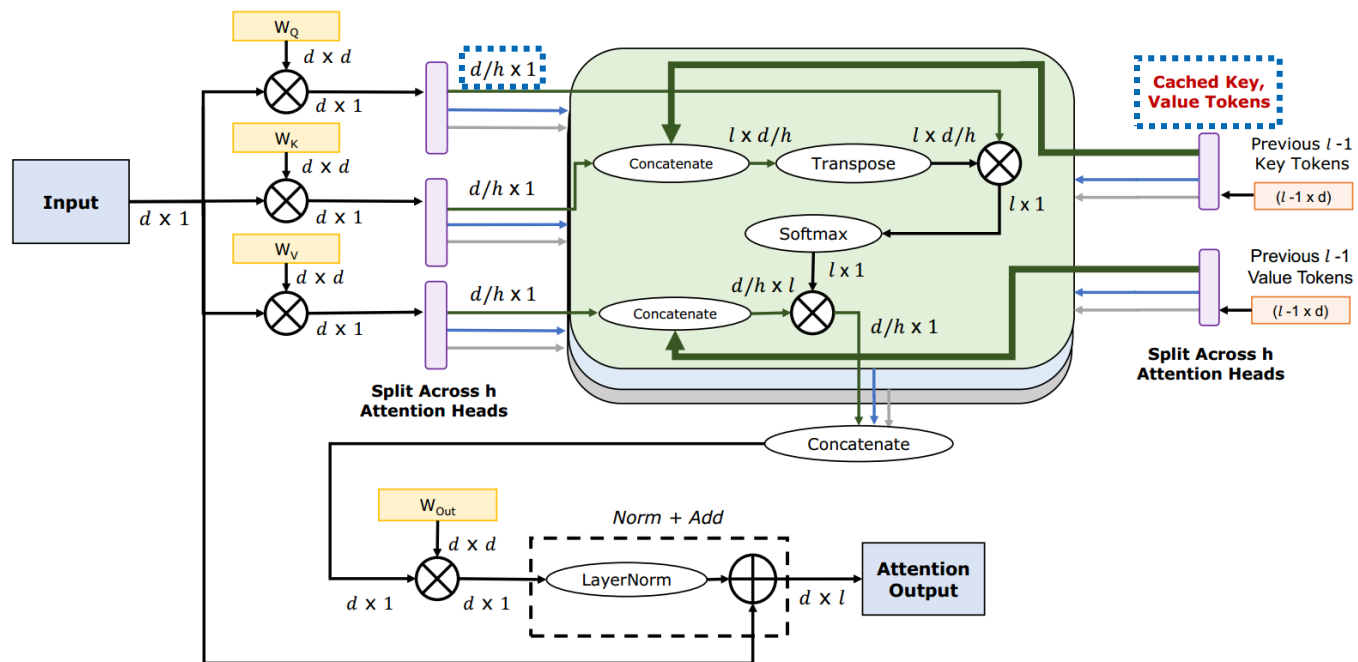 W_Q
d x d
d x 1
d/h x 1
Cached Key,
Value Tokens
W_K
d x d
d x 1
d/h x 1
Input
d x 1
W_V
d x d
d x 1
d/h x 1
Split Across h
Attention Heads
Concatenate
l x d/h
Transpose
l x d/h
l x 1
Softmax
l x 1
Concatenate
d/h x l
d/h x 1
Previous l -1
Key Tokens
(l -1 x d)
Previous l -1
Value Tokens
(l -1 x d)
Split Across h
Attention Heads
Concatenate
W_Out
d x d
d x 1
d x 1
Norm + Add
LayerNorm
d x l
Attention
Output